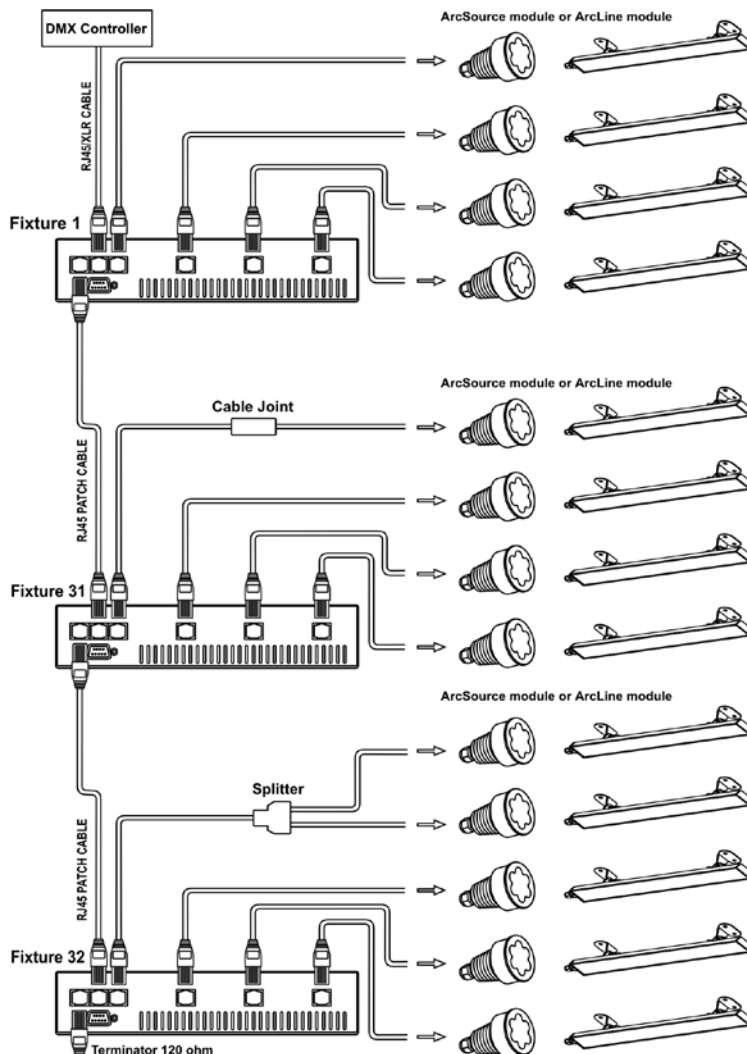 ArcSource module or ArcLine module
DMX Controller
RJ45/XLR CABLE
Fixture 1
ArcSource module or ArcLine module
Cable Joint
RJ45 PATCH CABLE
Fixture 31
ArcSource module or ArcLine module
Splitter
RJ45 PATCH CABLE
Fixture 32
Terminator 120 ohm